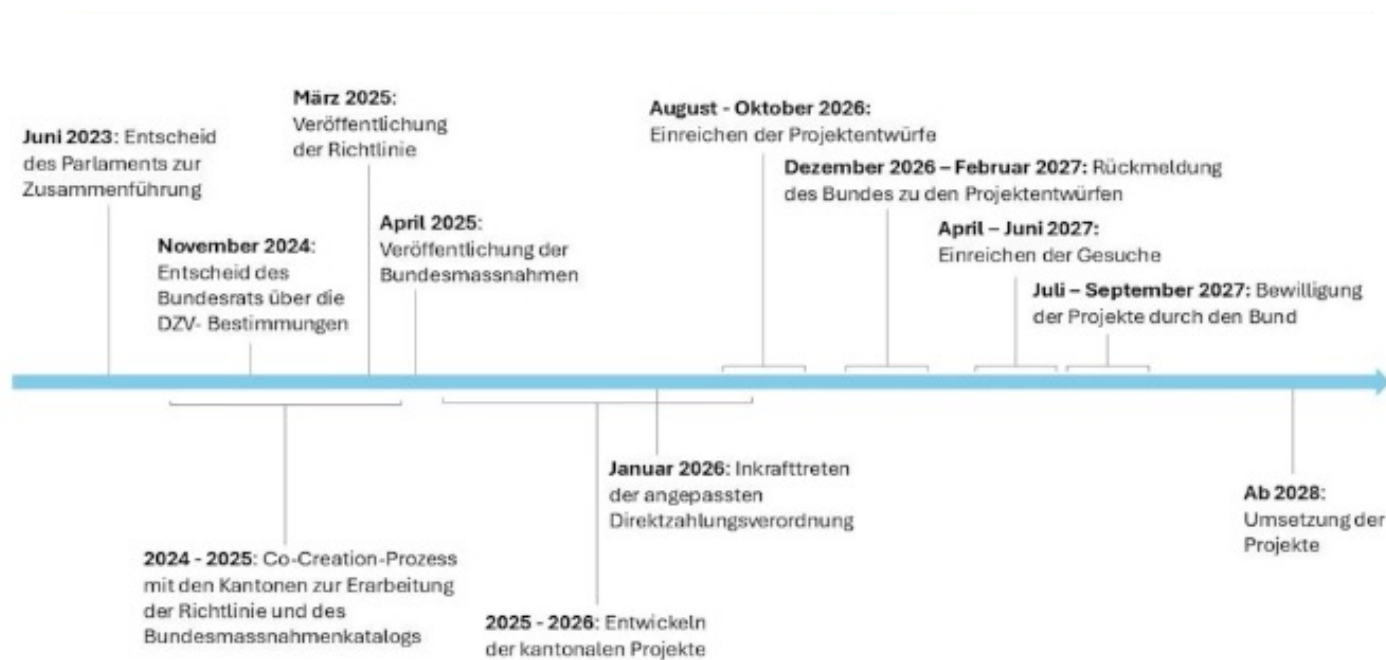 Juni 2023: Entscheid
des Parlaments zur
Zusammenführung
November 2024:
Entscheid des
Bundesrats über die
DZV- Bestimmungen
März 2025:
Veröffentlichung
der Richtlinie
April 2025:
Veröffentlichung der
Bundesmassnahmen
August - Oktober 2026:
Einreichen der Projektentwürfe
Dezember 2026 – Februar 2027: Rückmeldung
des Bundes zu den Projektentwürfen
April – Juni 2027:
Einreichen der Gesuche
Juli – September 2027: Bewilligung
der Projekte durch den Bund
2024 - 2025: Co-Creation-Prozess
mit den Kantonen zur Erarbeitung
der Richtlinie und des
Bundesmassnahmenkatalogs
2025 - 2026: Entwickeln
der kantonalen Projekte
Januar 2026: Inkrafttreten
der angepassten
Direktzahlungsverordnung
Ab 2028:
Umsetzung der
Projekte